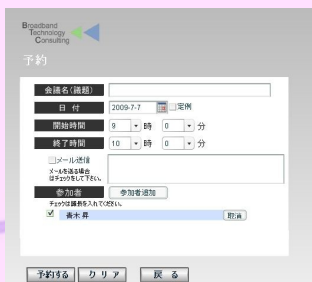 Broadband
Technology
Consulting
予約
会議名(議題)
日 付 2009-7-7 定例
開始時間 9 時 0 分
終了時間 10 時 0 分
メール送信
メールを送る場合
はチェックをして下さい。
参加者 参加者追加
チェックは議長を入れてください。
青木 昇 取消
予約する クリア 戻る